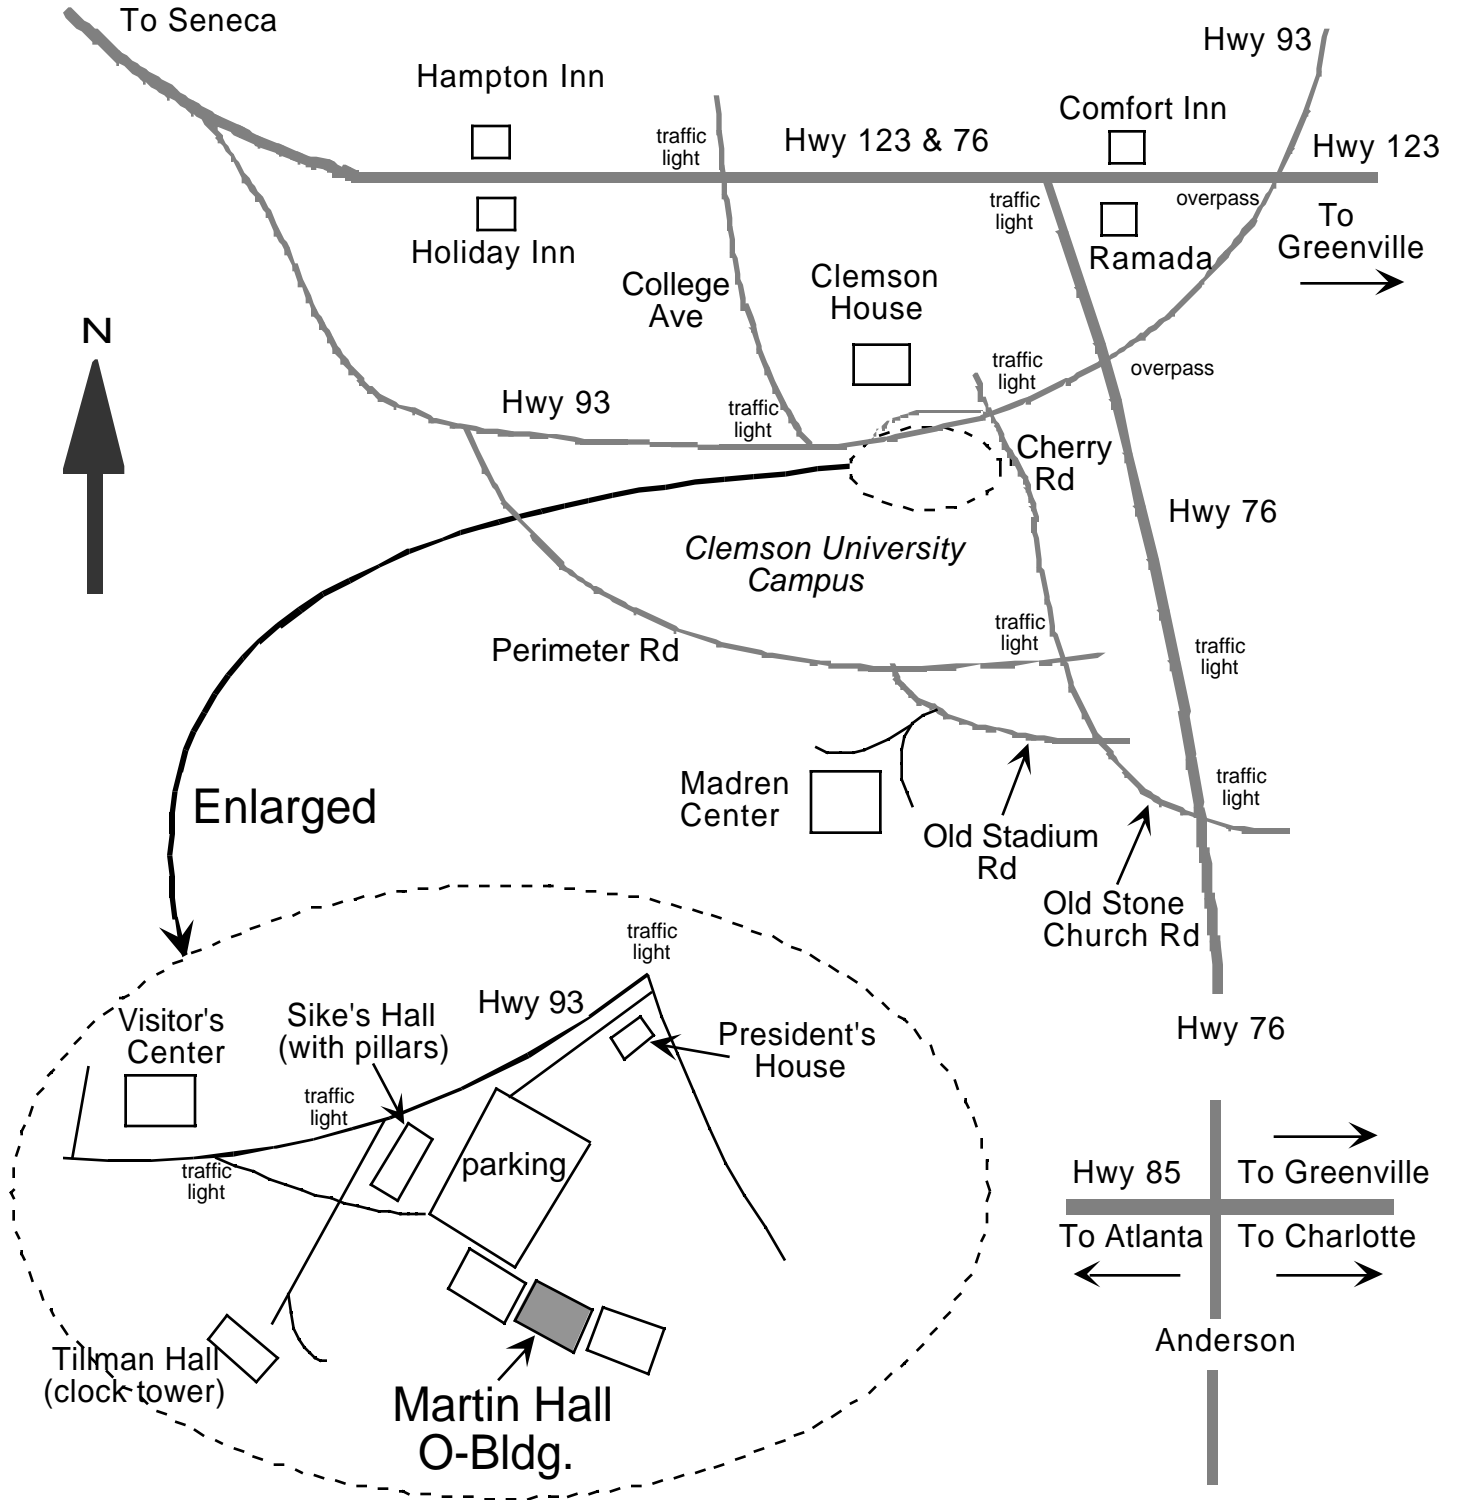 To Seneca
Hwy 93
Hampton Inn
Comfort Inn
traffic
light
Hwy 123 & 76
Hwy 123
traffic
light
overpass
To
Greenville
Holiday Inn
Ramada
College
Ave
Clemson
House
N
traffic
light
overpass
Hwy 93
traffic
light
Cherry
Rd
Hwy 76
Clemson University
Campus
traffic
light
Perimeter Rd
traffic
light
Madren
Center
traffic
light
Enlarged
Old Stadium
Rd
Old Stone
Church Rd
traffic
light
Hwy 93
Sike's Hall
(with pillars)
Visitor's
Center
President's
House
Hwy 76
traffic
light
parking
traffic
light
Hwy 85
To Greenville
To Atlanta
To Charlotte
Anderson
Tillman Hall
(clock tower)
Martin Hall
O-Bldg.